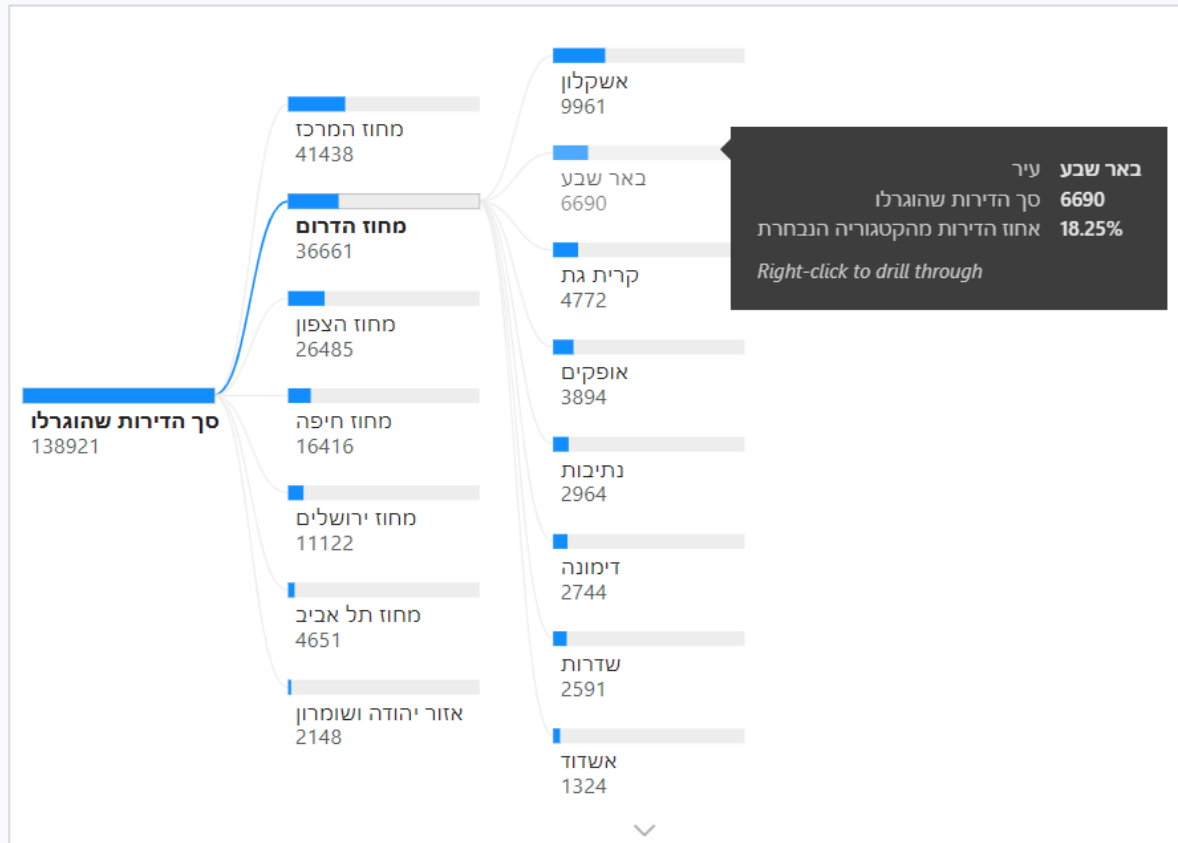 סך הדירות שהוגרלו
138921
מחוז המרכז
41438
מחוז הדרום
36661
מחוז הצפון
26485
מחוז חיפה
16416
מחוז ירושלים
11122
מחוז תל אביב
4651
אזור יהודה ושומרון
2148
אשקלון
9961
באר שבע
6690
קרית גת
4772
אופקים
3894
נתיבות
2964
דימונה
2744
שדרות
2591
אשדוד
1324
עיר באר שבע
סך הדירות שהוגרלו 6690
אחוז הדירות מהקטגוריה הנבחרת 18.25%
Right-click to drill through